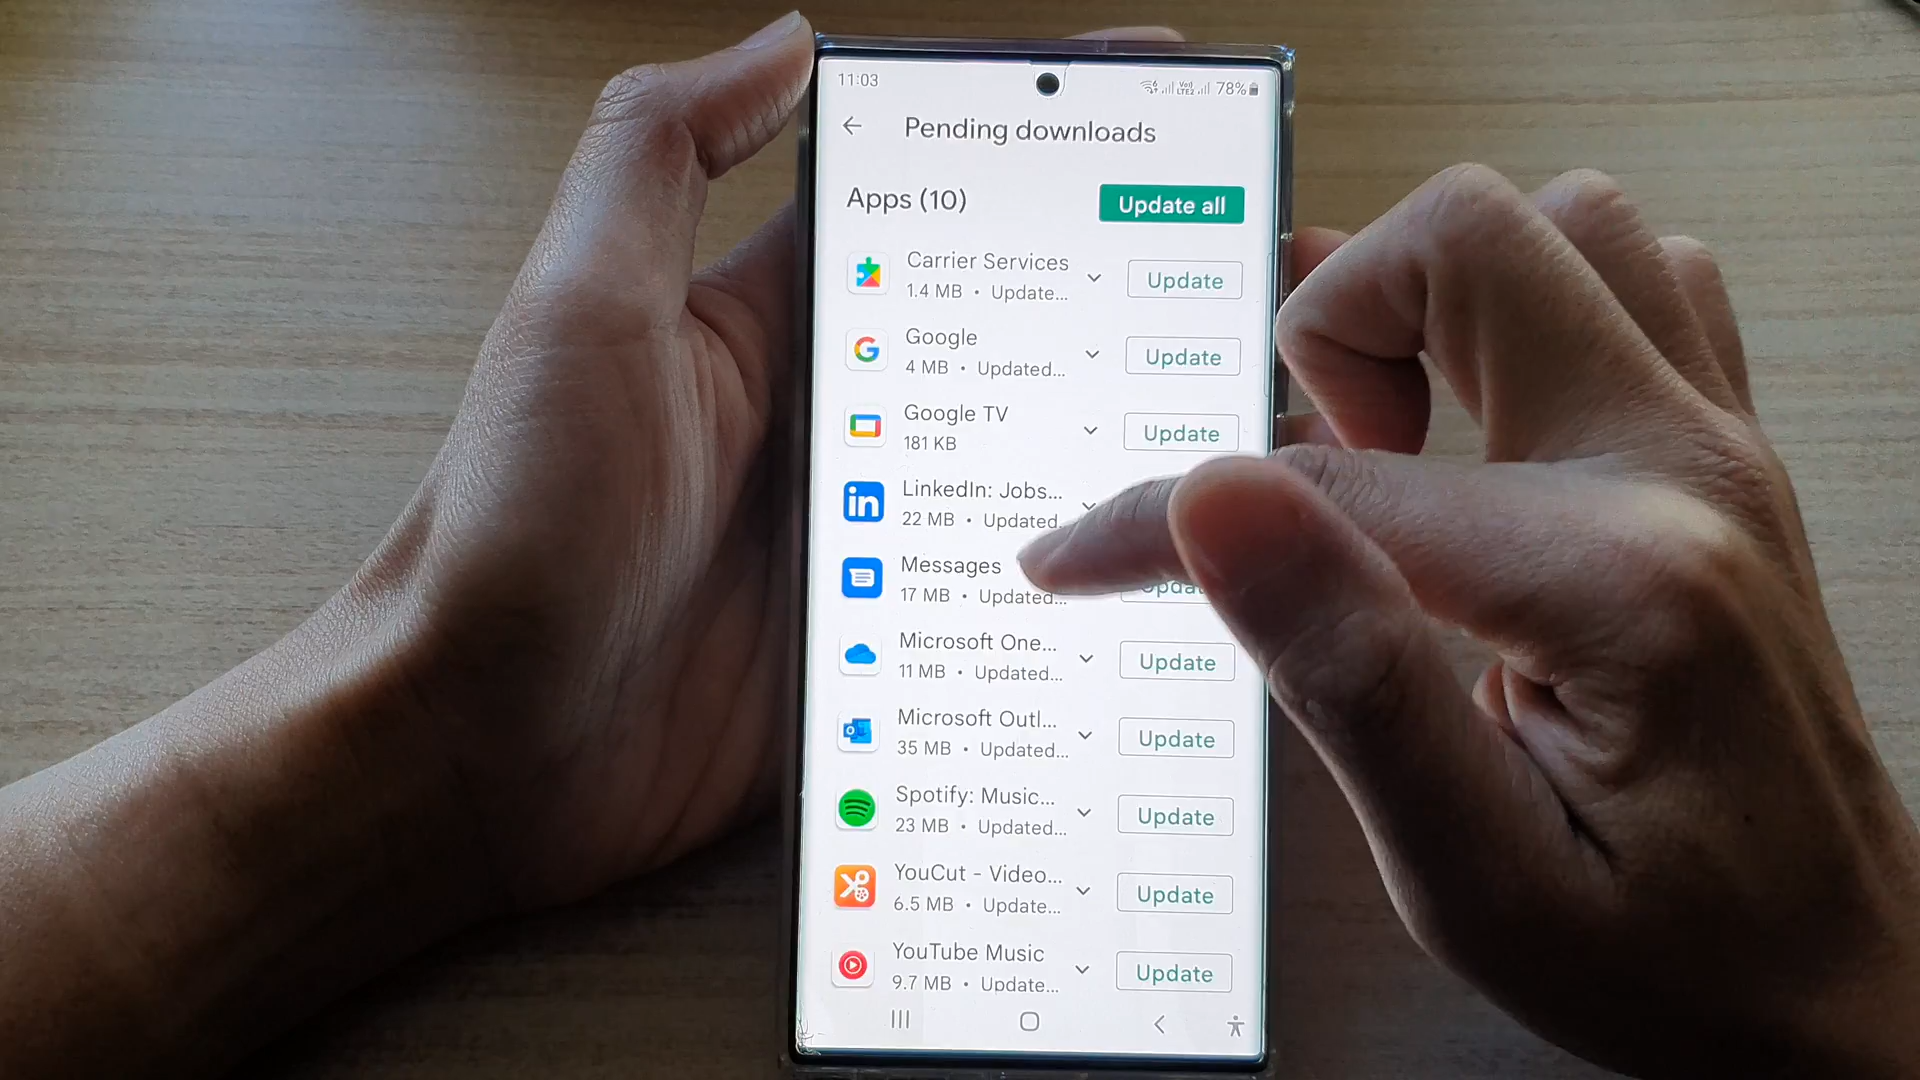 11:03
Vo)) LTE2 78%
Pending downloads
Apps (10)
Update all
Carrier Services
1.4 MB • Update...
Update
Google
4 MB • Updated...
Update
Google TV
181 KB
Update
LinkedIn: Jobs...
22 MB • Updated.
Messages
17 MB • Updated...
Updat
Microsoft One...
11 MB • Updated...
Update
Microsoft Outl...
35 MB • Updated...
Update
Spotify: Music...
23 MB • Updated...
Update
YouCut - Video...
6.5 MB • Update...
Update
YouTube Music
9.7 MB • Update...
Update